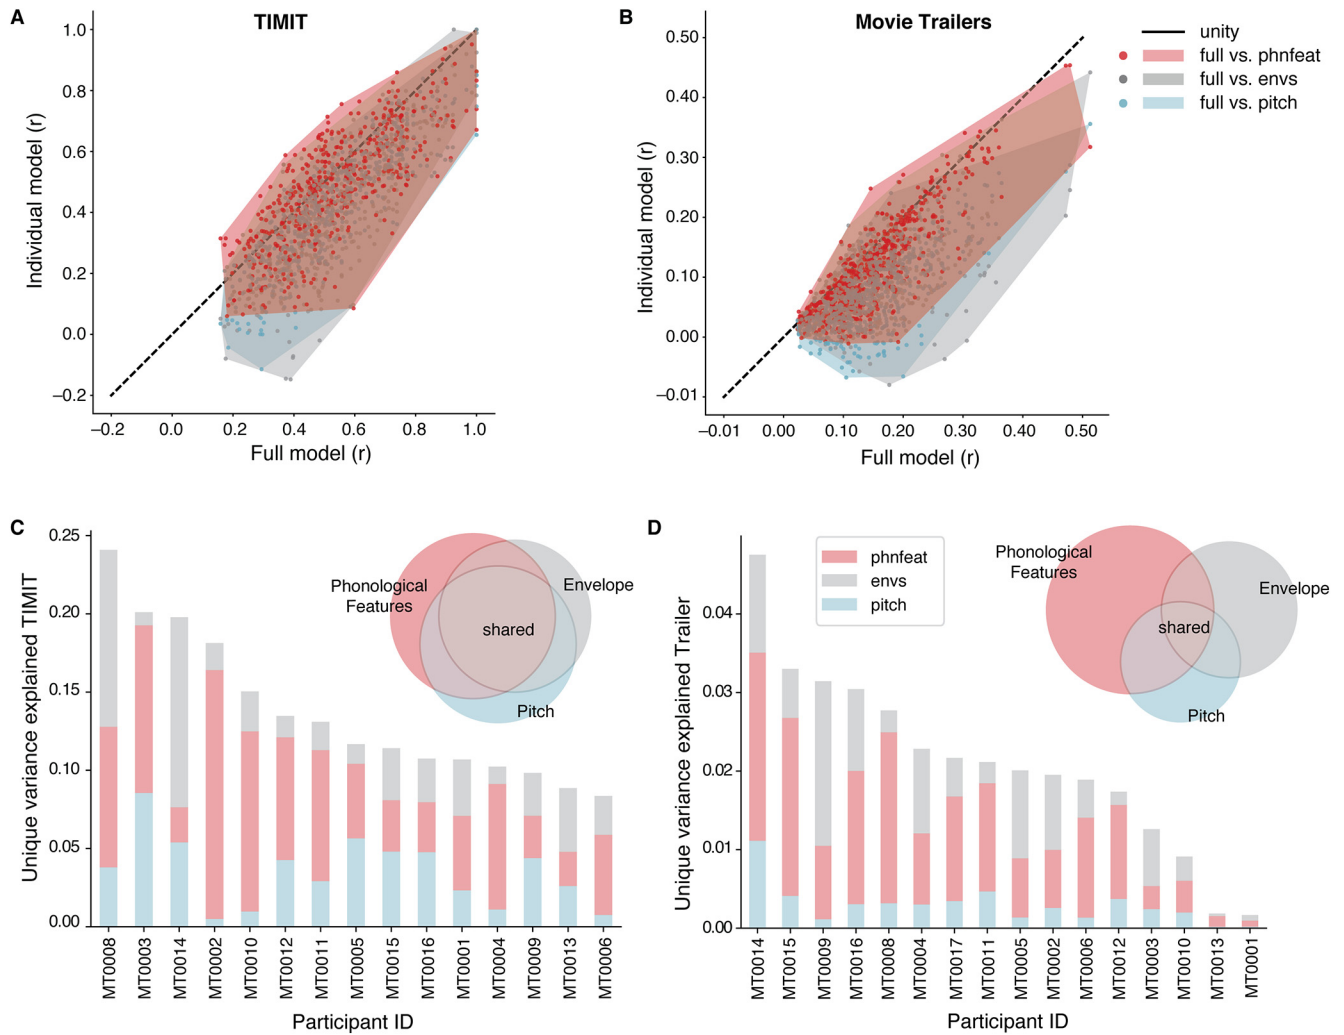 A
TIMIT
1.0
0.8
0.6
0.4
0.2
0.0
−0.2
Individual model (r)
−0.2
0.0
0.2
0.4
0.6
0.8
1.0
Full model (r)
B
Movie Trailers
0.50
0.40
0.30
0.20
0.10
0.00
−0.01
Individual model (r)
−0.01
0.00
0.10
0.20
0.30
0.40
0.50
Full model (r)
unity
full vs. phnfeat
full vs. envs
full vs. pitch
C
0.25
0.20
0.15
0.10
0.05
0.00
Unique variance explained TIMIT
Phonological
Features
Envelope
shared
Pitch
MT0008
MT0003
MT0014
MT0002
MT0010
MT0012
MT0011
MT0005
MT0015
MT0016
MT0001
MT0004
MT0009
MT0013
MT0006
Participant ID
D
0.04
0.03
0.02
0.01
0.00
Unique variance explained Trailer
phnfeat
envs
pitch
Phonological
Features
Envelope
shared
Pitch
MT0014
MT0015
MT0009
MT0016
MT0008
MT0004
MT0017
MT0011
MT0005
MT0002
MT0006
MT0012
MT0003
MT0010
MT0013
MT0001
Participant ID